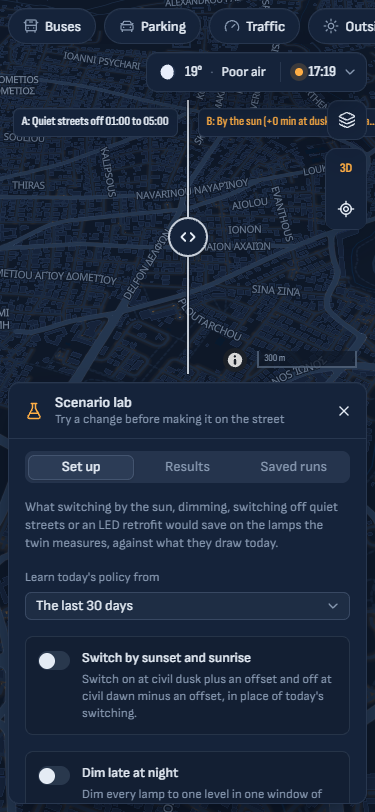 Buses
Parking
Traffic
IOANNI PSYCHARI
19° · Poor air
17:19
A: Quiet streets off 01:00 to 05:00
B: By the sun (+0 min at dusk
THIRAS
KALIPSOUS
NAVARINOU ΝΑΥΑΡΊΝΟΥ
AIOLOU
EVANTHOUS
3D
IONON
DELFON ΔΕΛΦΏΝ
SINA ΣΊΝΑ
PLOUTARCHOU
300 m
Scenario lab
Try a change before making it on the street
Set up
Results
Saved runs
What switching by the sun, dimming, switching off quiet
streets or an LED retrofit would save on the lamps the
twin measures, against what they draw today.
Learn today's policy from
The last 30 days
Switch by sunset and sunrise
Switch on at civil dusk plus an offset and off at
civil dawn minus an offset, in place of today's
switching.
Dim late at night
Dim every lamp to one level in one window of